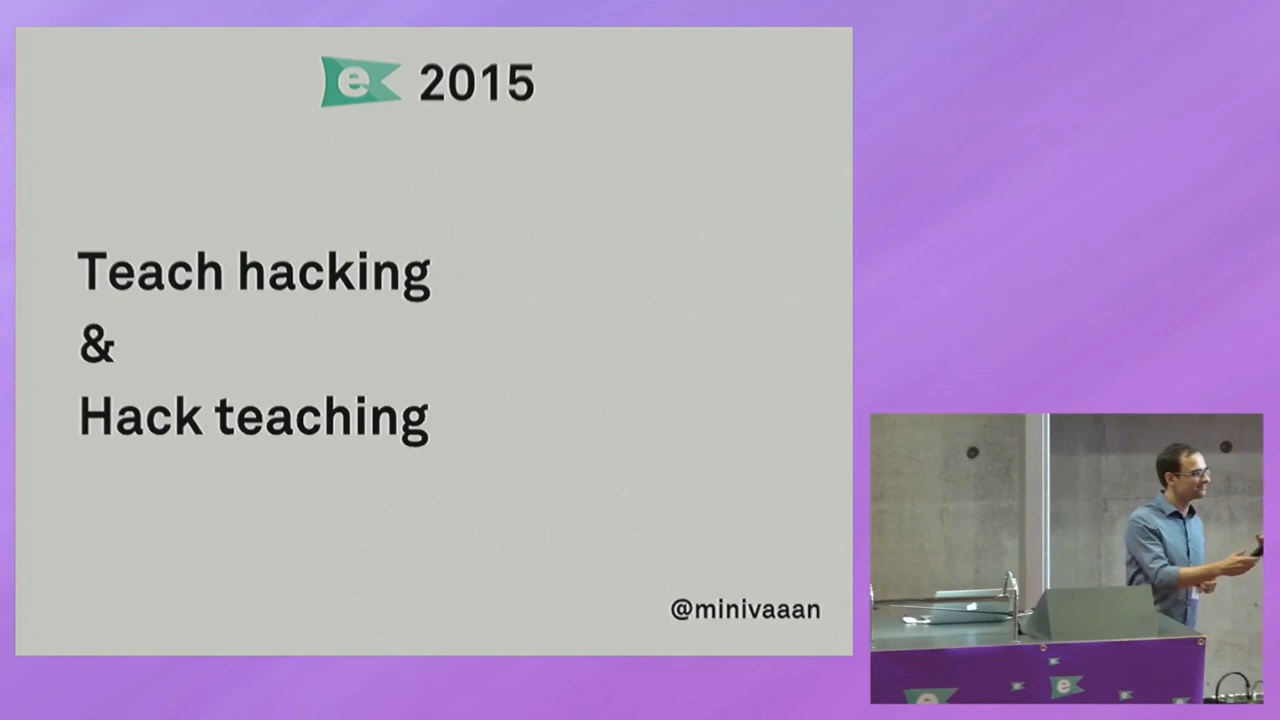 e 2015
Teach hacking
&
Hack teaching
@minivaaan
e
e